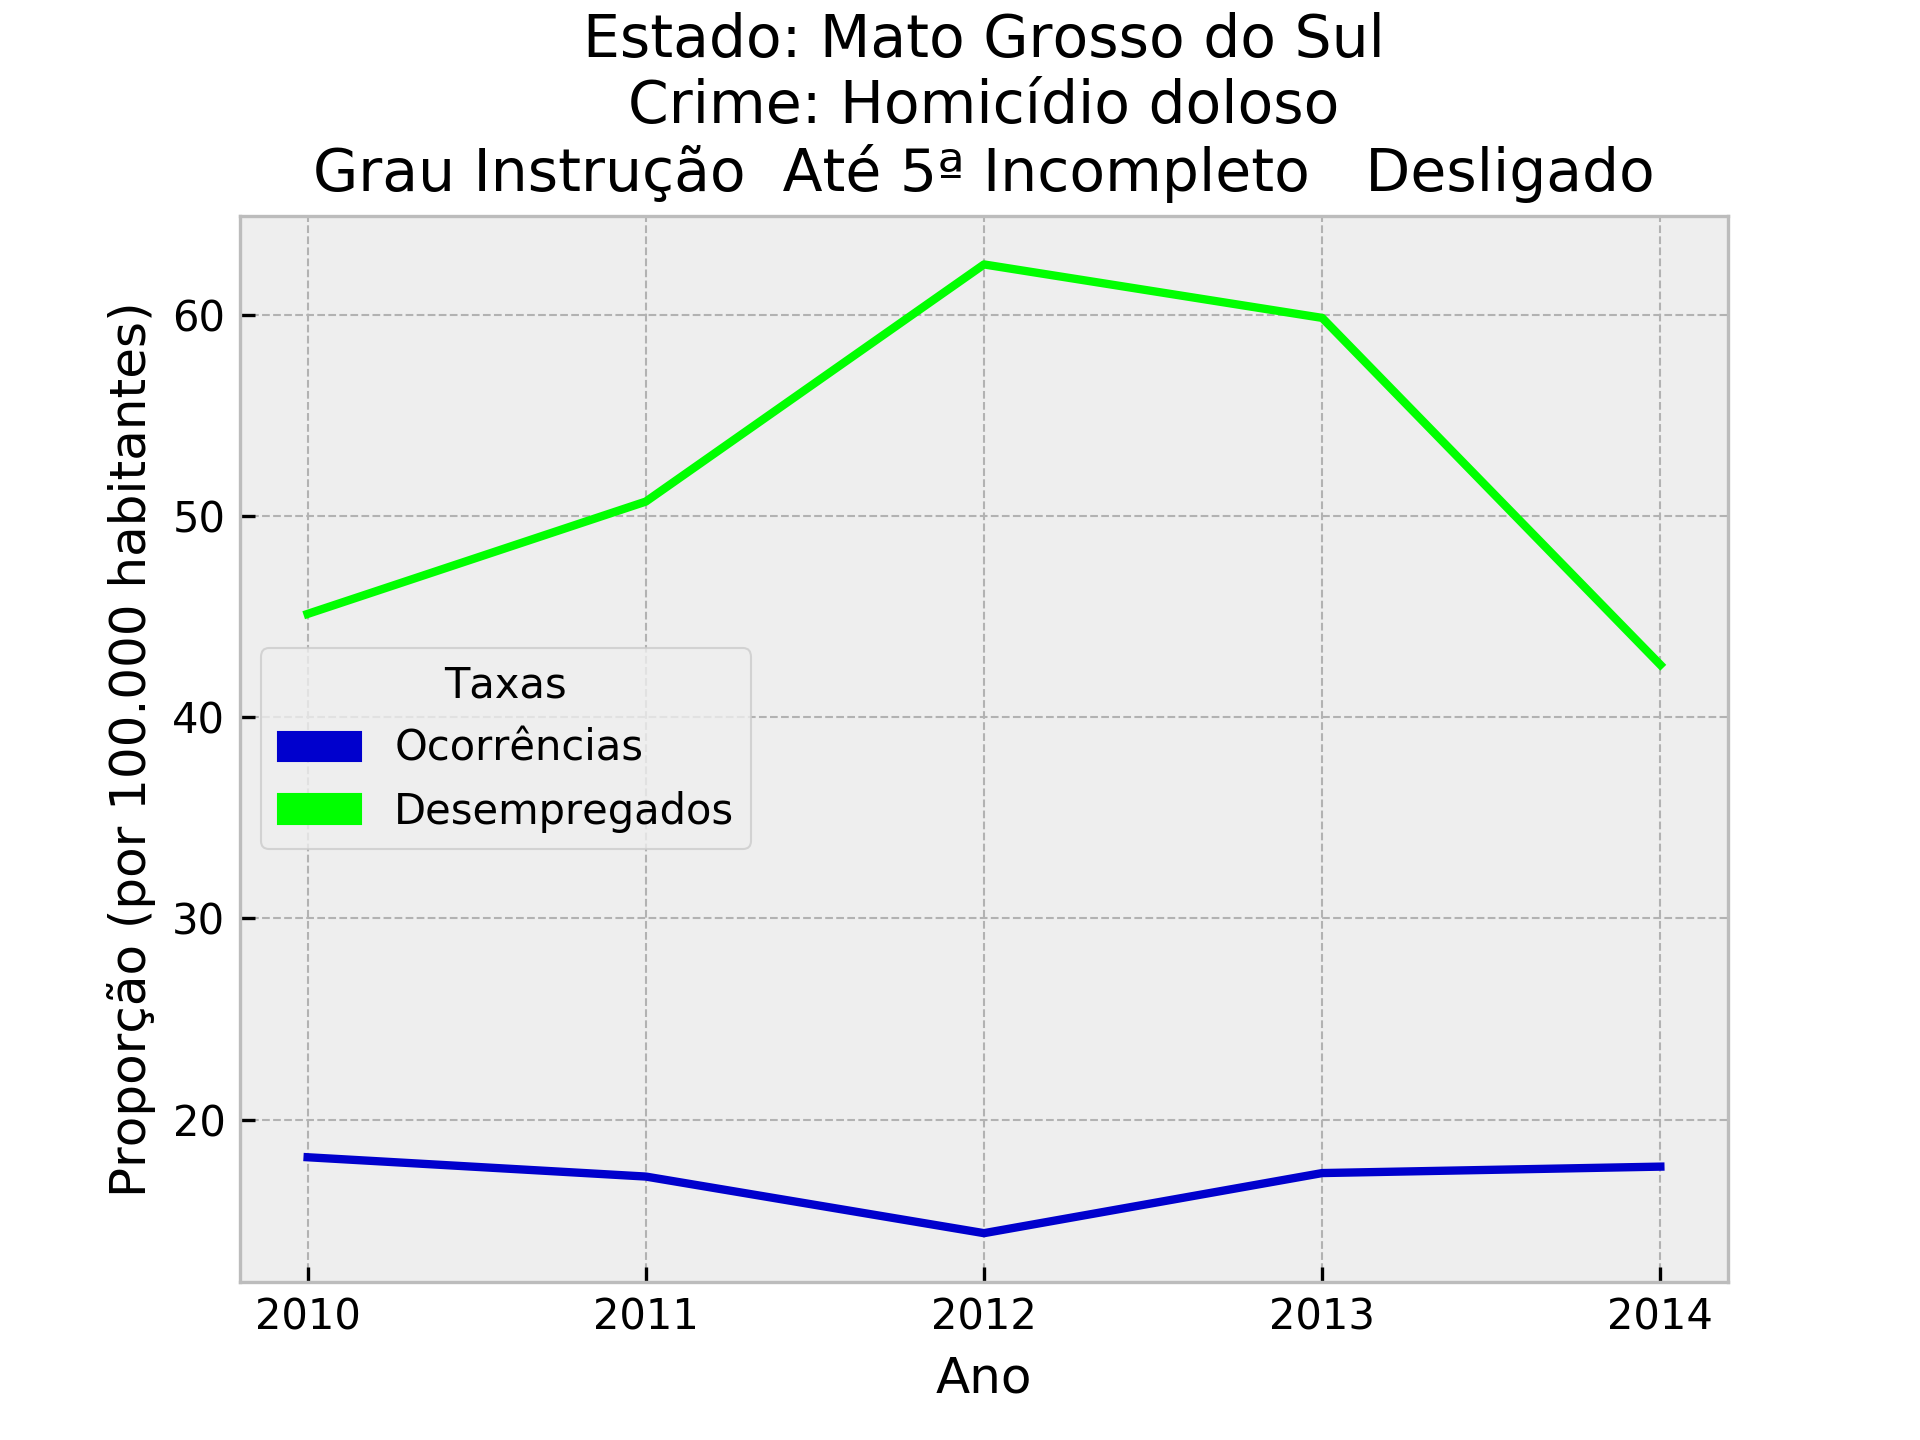 Estado: Mato Grosso do Sul
Crime: Homicídio doloso
Grau Instrução  Até 5ª Incompleto   Desligado
Proporção (por 100.000 habitantes)
60
50
40
30
20
Taxas
Ocorrências
Desempregados
2010 2011 2012 2013 2014
Ano